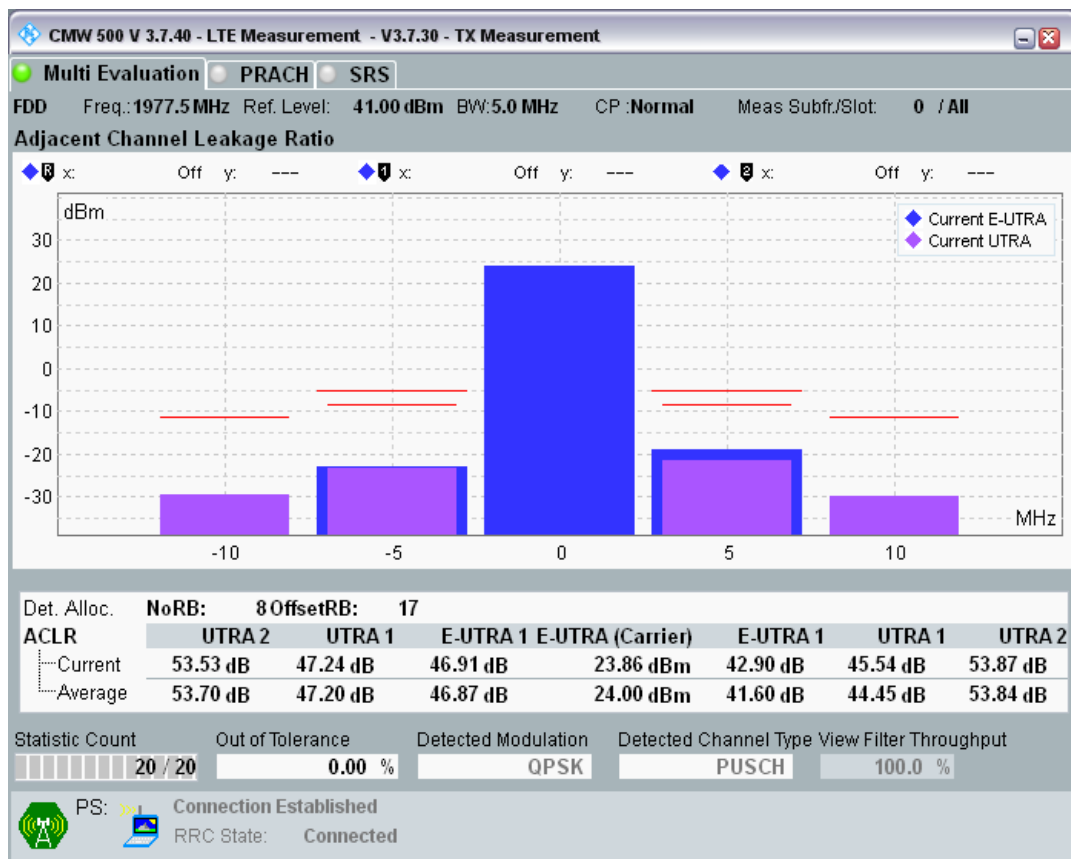 CMW 500 V 3.7.40 - LTE Measurement - V3.7.30 - TX Measurement
Multi Evaluation PRACH SRS
FDD Freq.:1977.5 MHz Ref. Level: 41.00 dBm BW:5.0 MHz CP :Normal Meas Subfr./Slot: 0 / All
Adjacent Channel Leakage Ratio
R x: Off y: --- 1 x: Off y: --- 2 x: Off y: ---
dBm
Current E-UTRA
Current UTRA
30
20
10
0
-10
-20
-30
MHz
-10 -5 0 5 10
Det. Alloc. NoRB: 8 OffsetRB: 17
ACLR UTRA 2 UTRA 1 E-UTRA 1 E-UTRA (Carrier) E-UTRA 1 UTRA 1 UTRA 2
Current 53.53 dB 47.24 dB 46.91 dB 23.86 dBm 42.90 dB 45.54 dB 53.87 dB
Average 53.70 dB 47.20 dB 46.87 dB 24.00 dBm 41.60 dB 44.45 dB 53.84 dB
Statistic Count Out of Tolerance Detected Modulation Detected Channel Type View Filter Throughput
20 / 20 0.00 % QPSK PUSCH 100.0 %
PS: Connection Established
RRC State: Connected